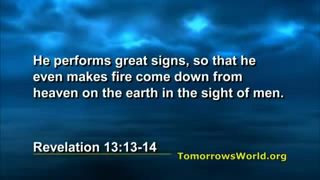 He performs great signs, so that he
even makes fire come down from
heaven on the earth in the sight of men.
Revelation 13:13-14
TomorrowsWorld.org